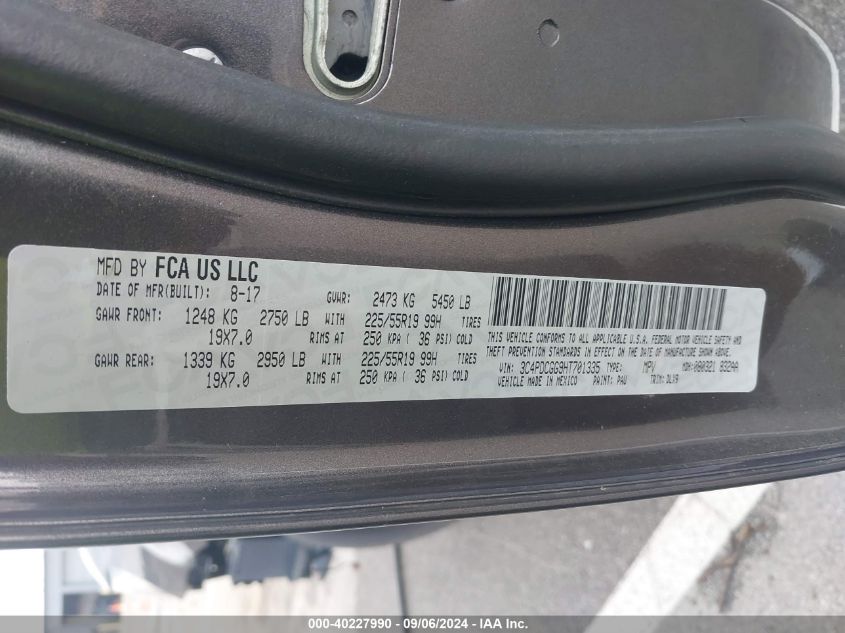 MFD BY FCA US LLC
DATE OF MFR(BUILT): 8-17 GVWR: 2473 KG 5450 LB
GAWR FRONT: 1248 KG 2750 LB WITH 225/55R19 99H TIRES
19X7.0 RIMS AT 250 KPA ( 36 PSI) COLD
GAWR REAR: 1339 KG 2950 LB WITH 225/55R19 99H TIRES
19X7.0 RIMS AT 250 KPA ( 36 PSI) COLD
THIS VEHICLE CONFORMS TO ALL APPLICABLE U.S.A. FEDERAL MOTOR VEHICLE SAFETY AND
THEFT PREVENTION STANDARDS IN EFFECT ON THE DATE OF MANUFACTURE SHOWN ABOVE.
VIN: 3C4PDCGG9HT701335 TYPE: MPV MDH: 080321 832AA
VEHICLE MADE IN MEXICO PAINT: PAU TRIM: DLX9
000-40227990 - 09/06/2024 - IAA Inc.